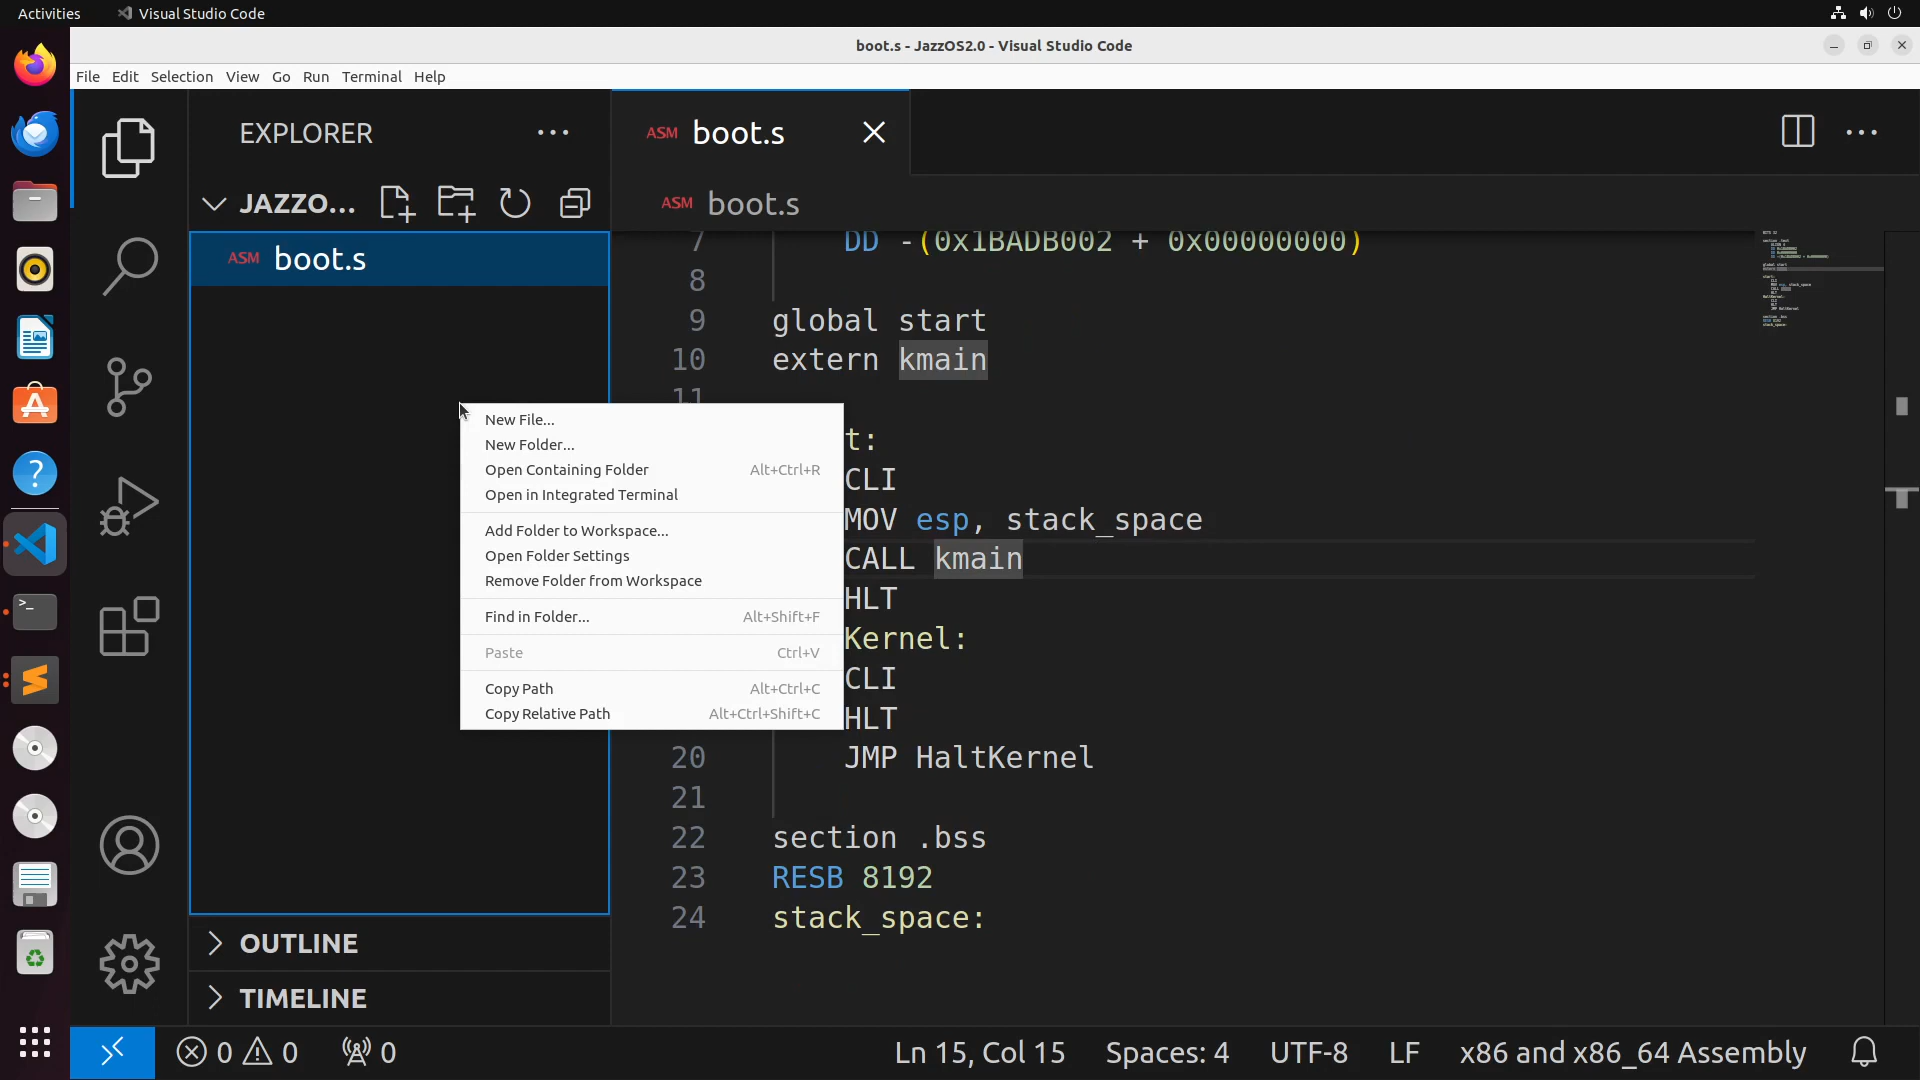 Activities
Visual Studio Code
boot.s - JazzOS2.0 - Visual Studio Code
File Edit Selection View Go Run Terminal Help
EXPLORER
JAZZO...
ASM boot.s
ASM boot.s
ASM boot.s
7 DD -(0x1BADB002 + 0x00000000)
8
9 global start
10 extern kmain
11
t:
CLI
MOV esp, stack_space
CALL kmain
HLT
Kernel:
CLI
HLT
20 JMP HaltKernel
21
22 section .bss
23 RESB 8192
24 stack_space:
New File...
New Folder...
Open Containing Folder Alt+Ctrl+R
Open in Integrated Terminal
Add Folder to Workspace...
Open Folder Settings
Remove Folder from Workspace
Find in Folder... Alt+Shift+F
Paste Ctrl+V
Copy Path Alt+Ctrl+C
Copy Relative Path Alt+Ctrl+Shift+C
OUTLINE
TIMELINE
0 0 0
Ln 15, Col 15 Spaces: 4 UTF-8 LF x86 and x86_64 Assembly